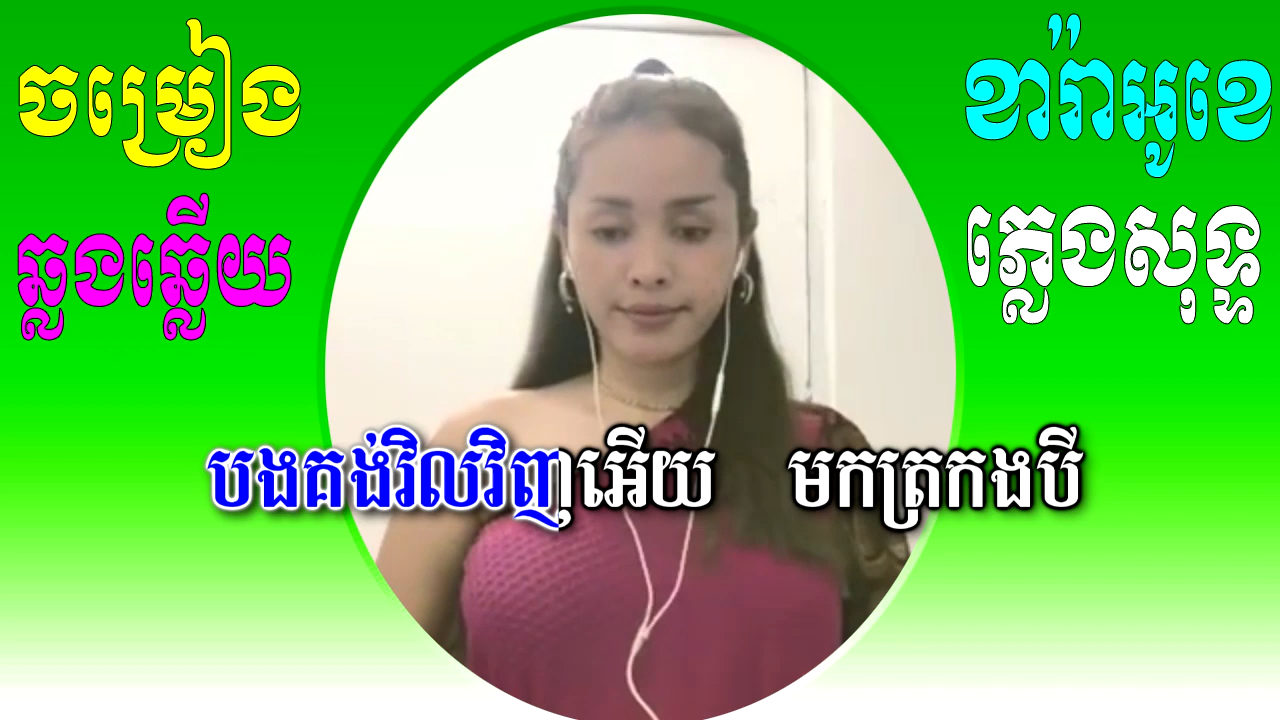 ចម្រៀង
ឆ្លងឆ្លើយ
ខារ៉ាអូខេ
ភ្លេងសុទ្ធ
បងគង់វិលវិញអើយ មកត្រកងបី